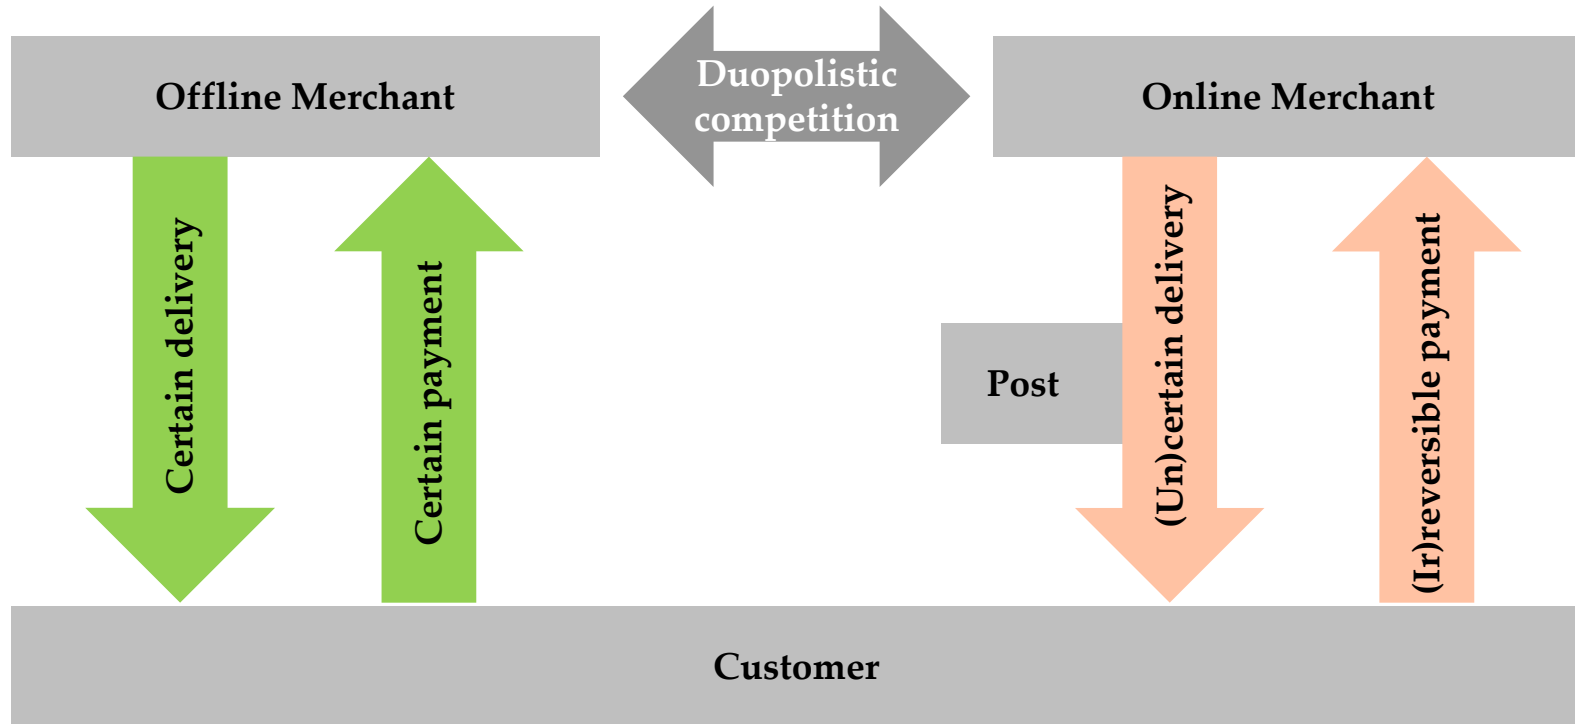 Offline Merchant
Duopolistic
competition
Online Merchant
Certain delivery
Certain payment
Post
(Un)certain delivery
(Ir)reversible payment
Customer